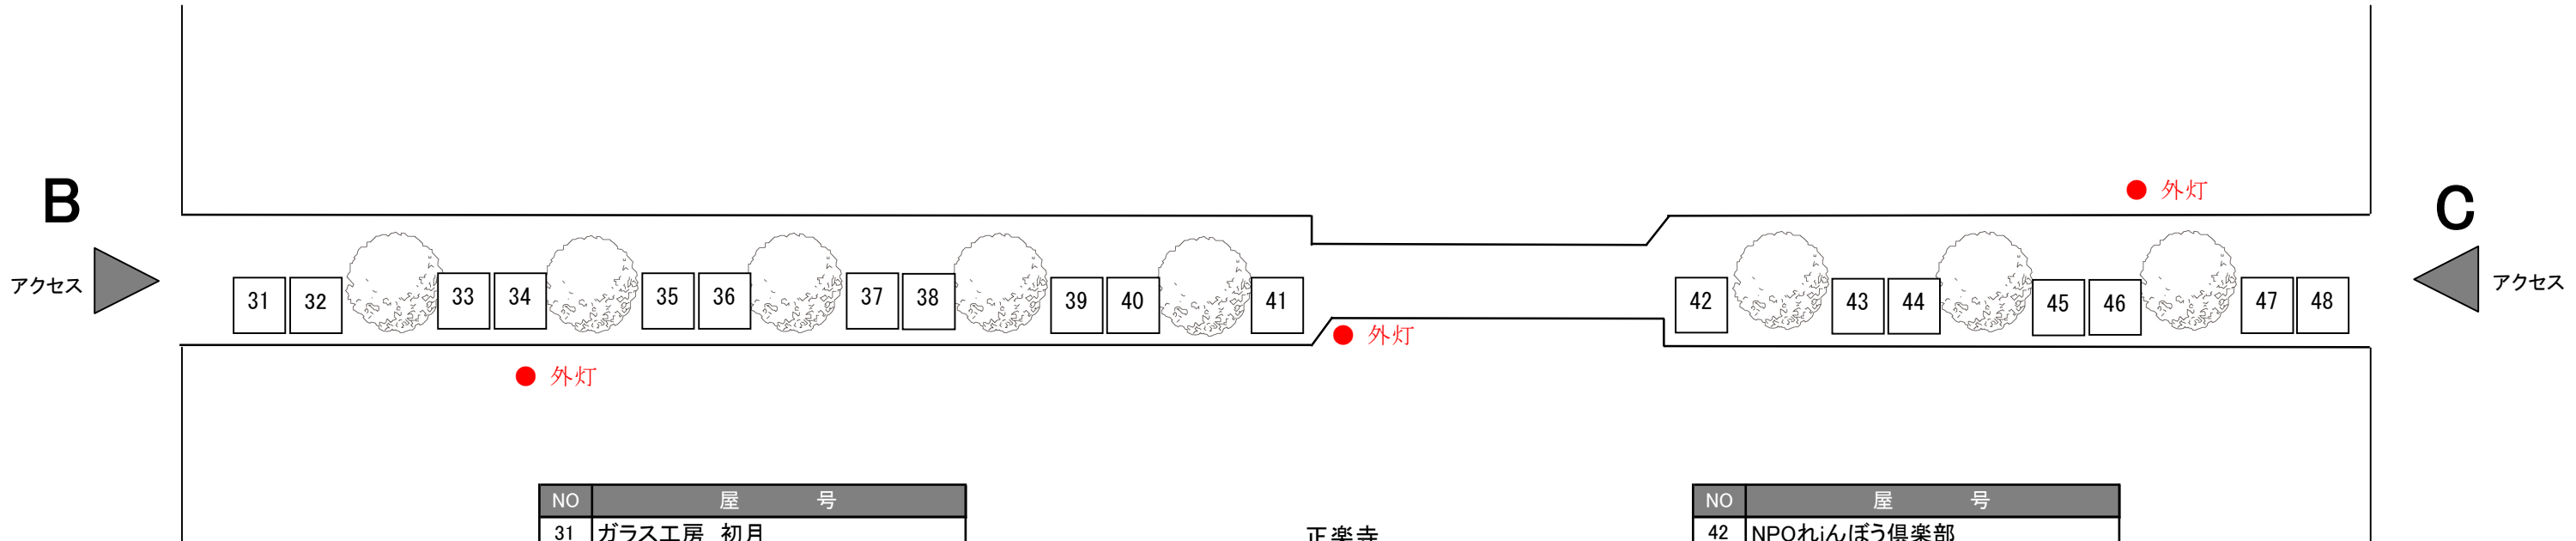 外灯
B
C
アクセス
31 32 33 34 35 36 37 38 39 40 41 42 43 44 45 46 47 48
アクセス
外灯
外灯
NO 屋 号
NO 屋 号
31 ガラス工房 初月
正楽寺
42 NPOれiんぼう倶楽部